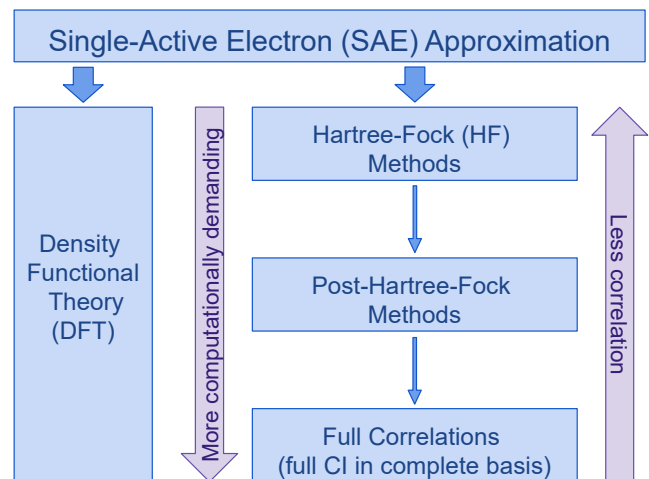 Single-Active Electron (SAE) Approximation
Density
Functional
Theory
(DFT)
More computationally demanding
Hartree-Fock (HF)
Methods
Post-Hartree-Fock
Methods
Full Correlations
(full CI in complete basis)
Less correlation